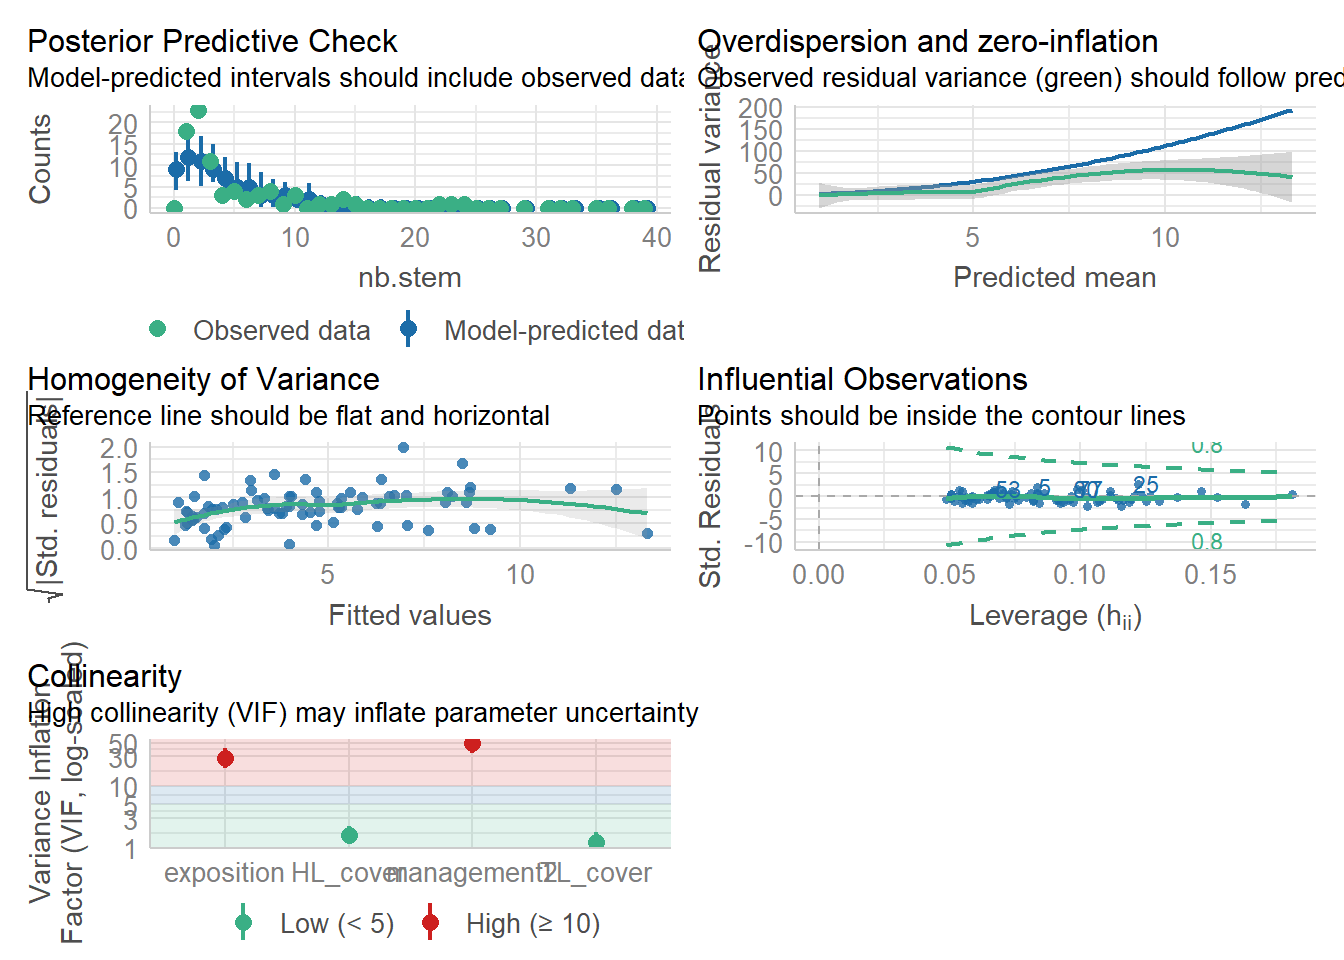 Posterior Predictive Check
Model-predicted intervals should include observed data
Counts
20
15
10
5
0
0 10 20 30 40
nb.stem
Observed data
Model-predicted dat
Overdispersion and zero-inflation
Observed residual variance (green) should follow pred
Residual variance
200
150
100
50
0
5 10
Predicted mean
Homogeneity of Variance
Reference line should be flat and horizontal
√|Std. residuals|
2.0
1.5
1.0
0.5
0.0
5 10
Fitted values
Influential Observations
Points should be inside the contour lines
Std. Residuals
10
5
0
-5
-10
0.8
53
5
25
0.8
0.00 0.05 0.10 0.15
Leverage (hii)
Collinearity
High collinearity (VIF) may inflate parameter uncertainty
Variance Inflation
Factor (VIF, log-scaled)
50
30
10
5
3
1
exposition HL_cover management2 TL_cover
Low (< 5)
High (≥ 10)